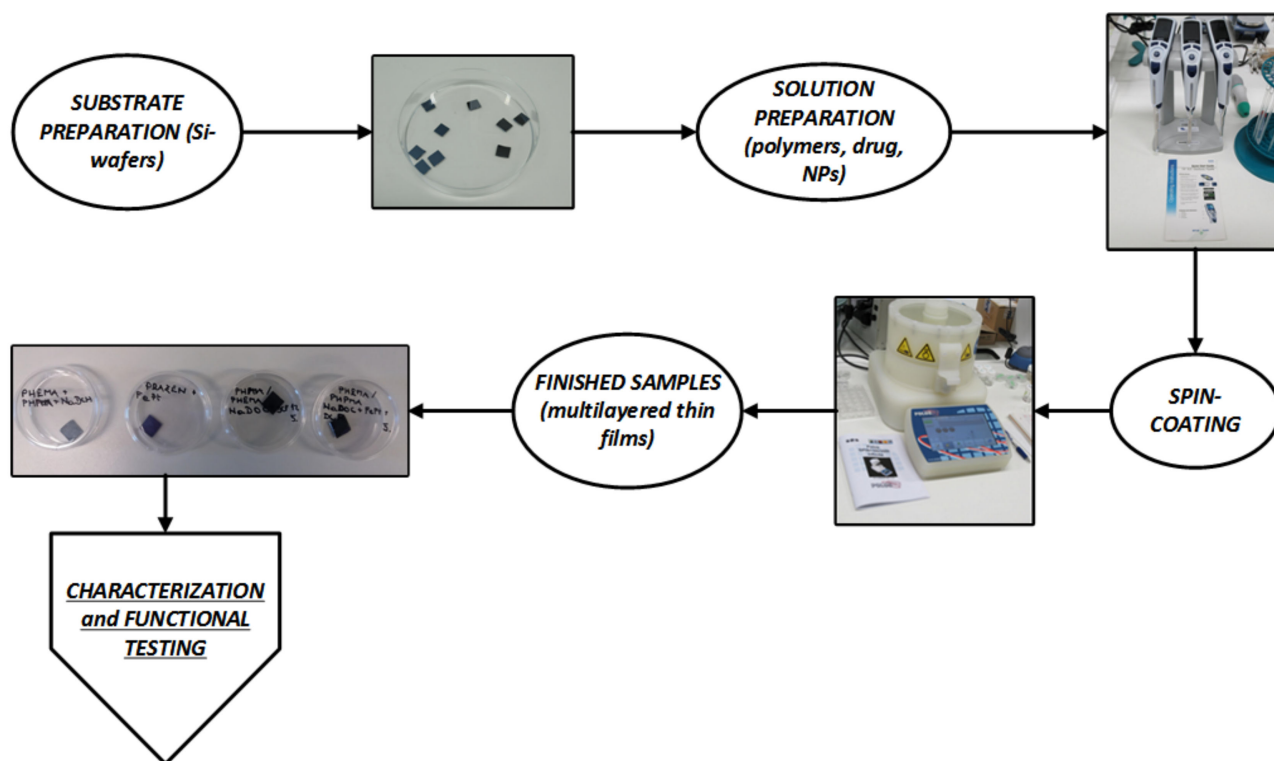 SUBSTRATE
PREPARATION (Si-
wafers)
SOLUTION
PREPARATION
(polymers, drug,
NPs)
SPIN-
COATING
FINISHED SAMPLES
(multilayered thin
films)
PHEMA +
CHARACTERIZATION
and FUNCTIONAL
TESTING